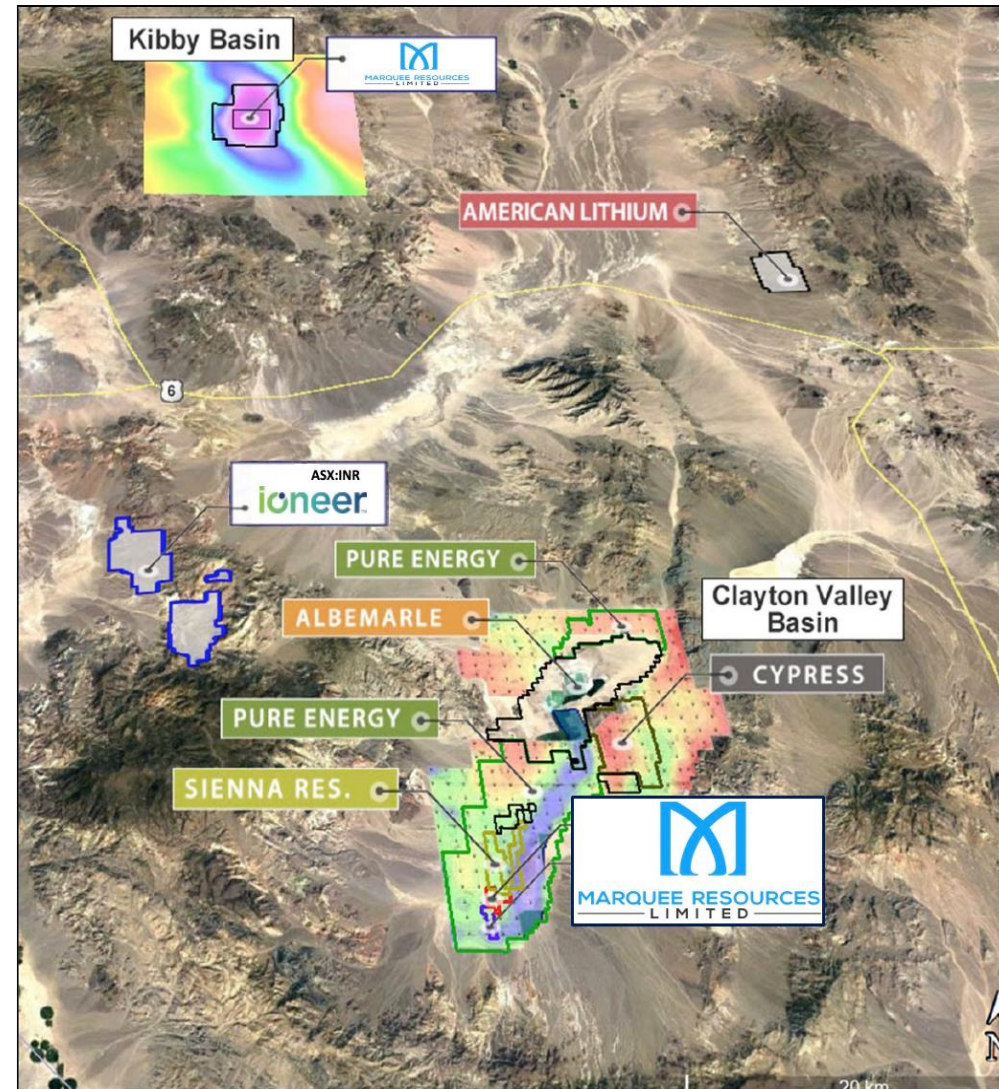 Kibby Basin
MARQUEE RESOURCES
LIMITED
AMERICAN LITHIUM
6
ASX:INR
ioneer
PURE ENERGY
ALBEMARLE
Clayton Valley
Basin
CYPRESS
PURE ENERGY
SIENNA RES.
MARQUEE RESOURCES
LIMITED
N
20 km